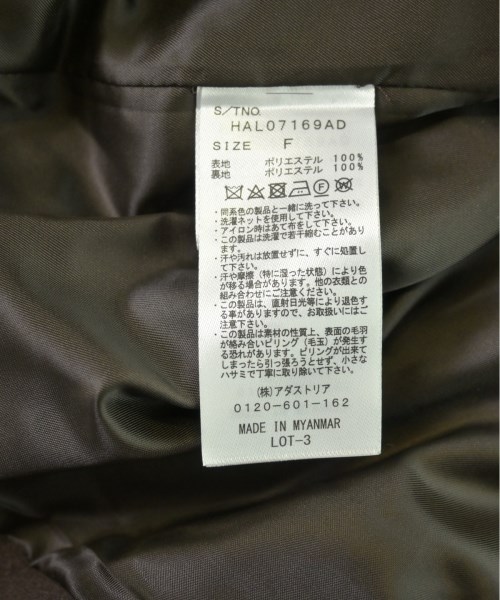 S/TNO.
HAL07169AD
SIZE F
表地 ポリエステル 100%
裏地 ポリエステル 100%
・同系色の製品と一緒に洗って下さい。
・洗濯ネットを使用して下さい。
・アイロン時はあて布をして下さい。
・この製品は洗濯で若干縮むことがあり
ます。
・汗や汚れは放置せずに、すぐに処置し
て下さい。
・汗や摩擦（特に湿った状態）により色
が移る場合があります。他の衣類との
組み合わせにご注意下さい。
・この製品は、直射日光等により退色す
る事がありますので、お取扱いにはご
注意下さい。
・この製品は素材の性質上、表面の毛羽
が絡み合いピリング（毛玉）が発生す
る恐れがあります。ピリングが出来て
しまったら引っ張ろうとせず、小さな
ハサミで丁寧に取り除いて下さい。
(株)アダストリア
0120-601-162
MADE IN MYANMAR
LOT-3